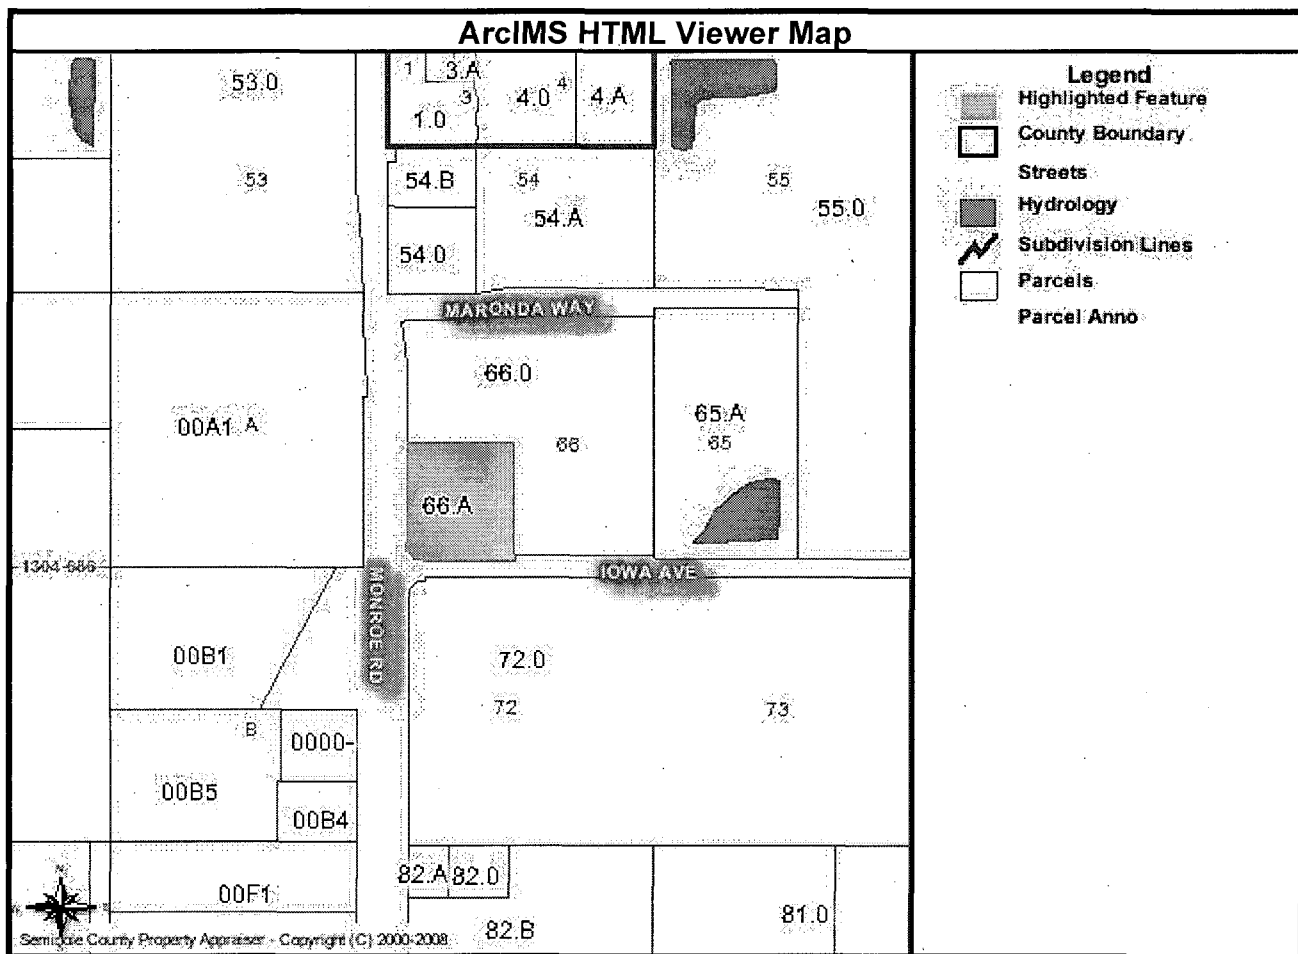 ArcIMS HTML Viewer Map
Legend
Highlighted Feature
County Boundary
Streets
Hydrology
Subdivision Lines
Parcels
Parcel Anno
53.0
1
3.A
3
1.0
4.0
4
4.A
53
54.B
54
54.A
54.0
55
55.0
MARONDA WAY
66.0
00A1
A
66
65.A
65
66.A
1304 686
IOWA AVE
MONROE RD
00B1
72.0
72
73
B
0000-
00B5
00B4
82.A
82.0
00F1
81.0
82.B
Seminole County Property Appraiser - Copyright (C) 2000-2008